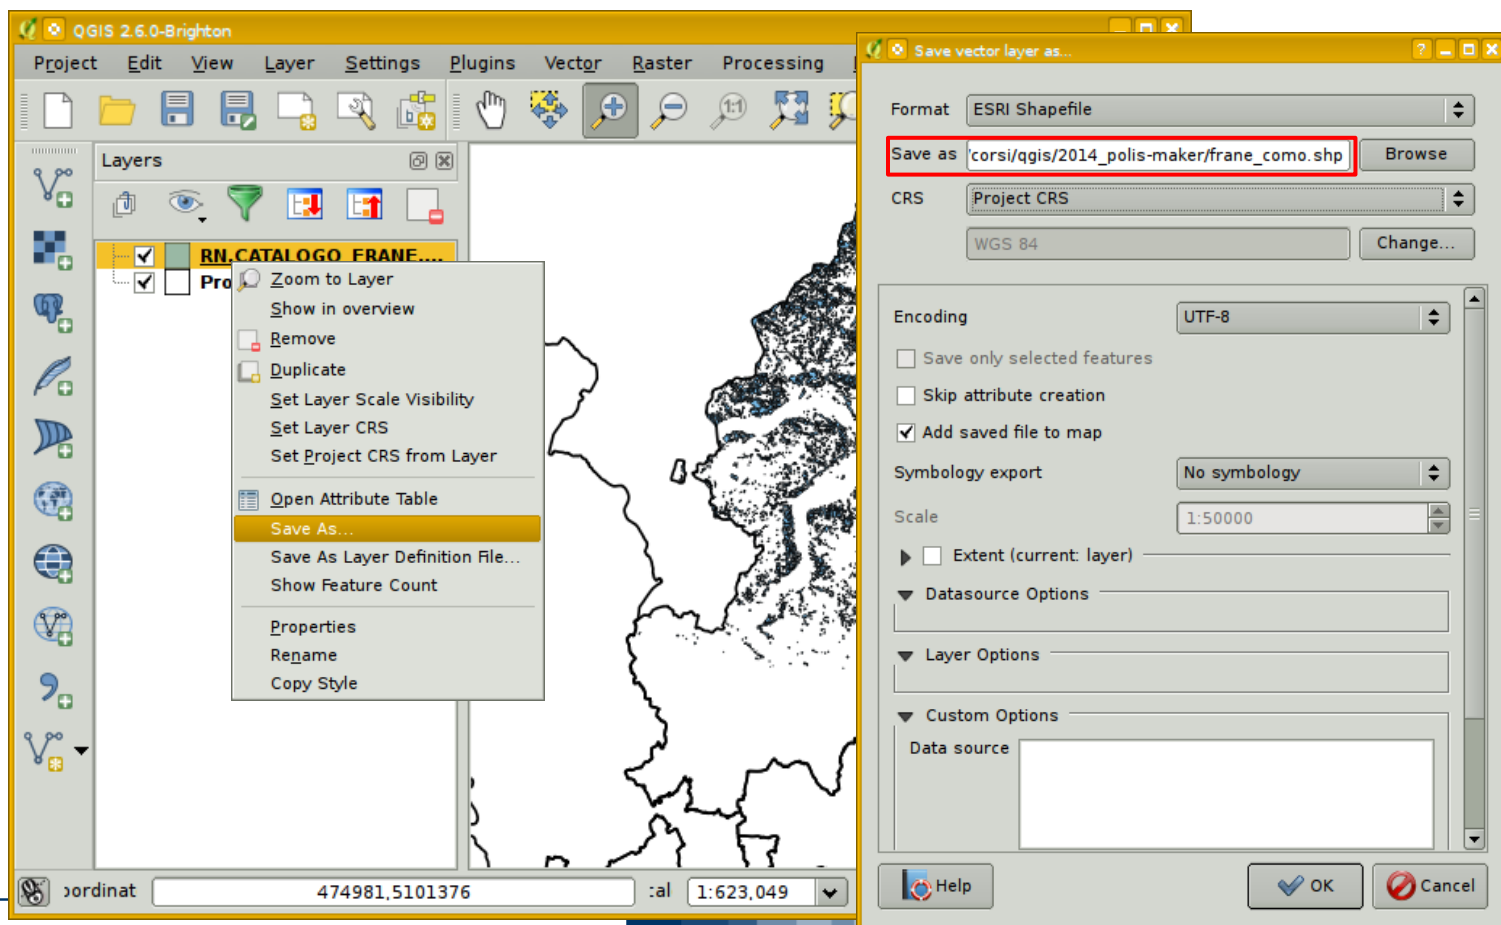 QGIS 2.6.0-Brighton
Project Edit View Layer Settings Plugins Vector Raster Processing
1:1
Layers
RN.CATALOGO_FRANE....
Pro
Zoom to Layer
Show in overview
Remove
Duplicate
Set Layer Scale Visibility
Set Layer CRS
Set Project CRS from Layer
Open Attribute Table
Save As...
Save As Layer Definition File...
Show Feature Count
Properties
Rename
Copy Style
oordinat 474981,5101376 :al 1:623,049
Save vector layer as...
Format ESRI Shapefile
Save as 'corsi/qgis/2014_polis-maker/frane_como.shp Browse
CRS Project CRS
WGS 84 Change...
Encoding UTF-8
Save only selected features
Skip attribute creation
Add saved file to map
Symbology export No symbology
Scale 1:50000
Extent (current: layer)
Datasource Options
Layer Options
Custom Options
Data source
Help OK Cancel